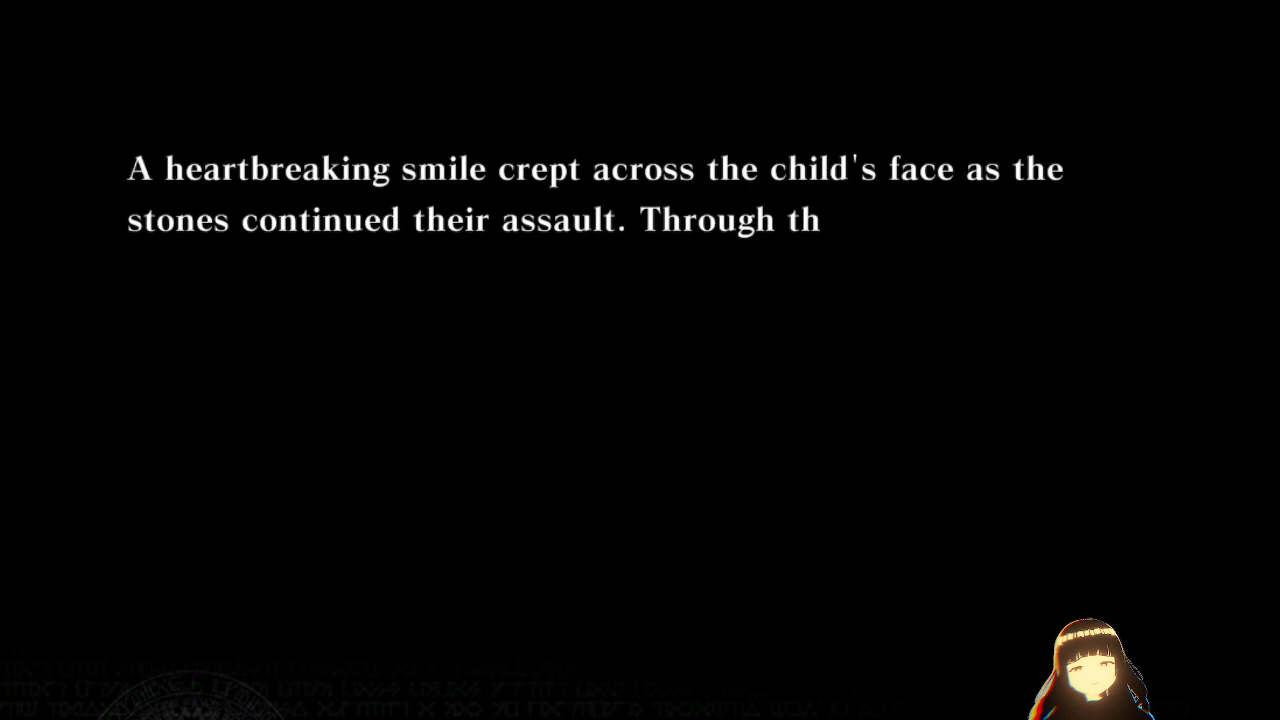 A heartbreaking smile crept across the child's face as the
stones continued their assault. Through th